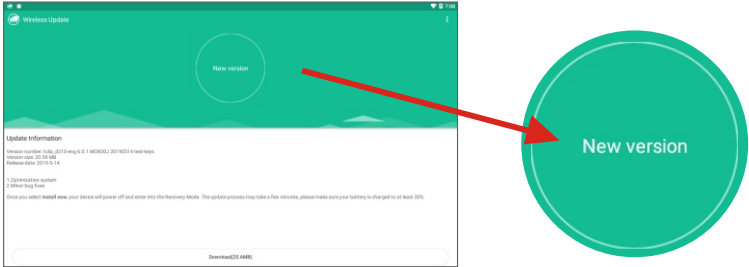 7:08
Wireless Update
New version
New version
Update Information
Version size: 20.59 MB
Release date: 2019-5-14
1.Optimization system
2.Minor bug fixes
Once you select Install now, your device will power off and enter into the Recovery Mode. The update process may take a few minutes, please make sure your battery is charged to at least 30%.
Download(20.6MB)